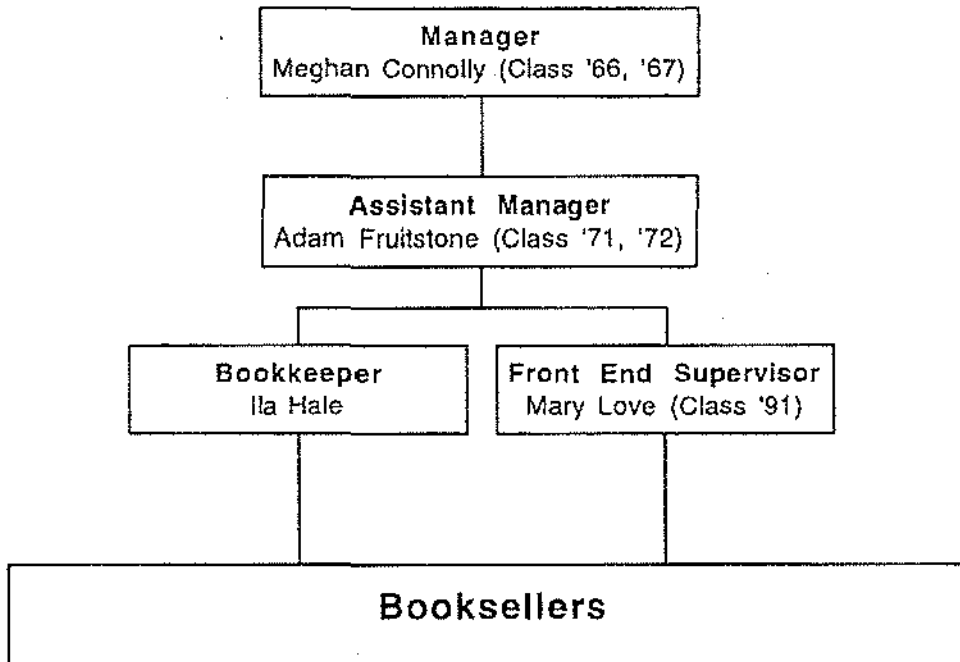 Manager
Meghan Connolly (Class '66, '67)
Assistant Manager
Adam Fruitstone (Class '71, '72)
Bookkeeper
Ila Hale
Front End Supervisor
Mary Love (Class '91)
Booksellers